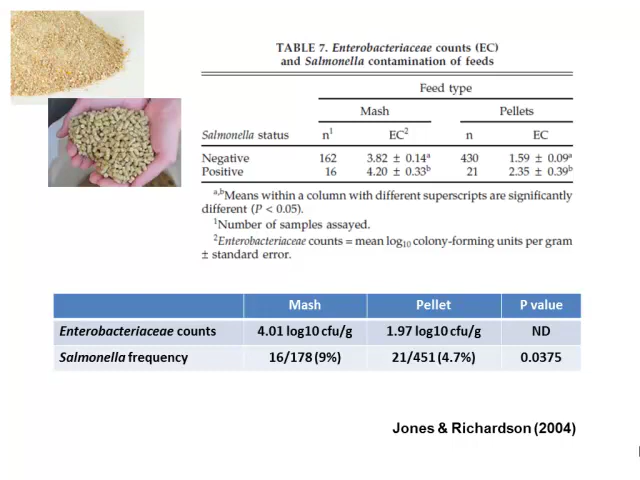 TABLE 7. Enterobacteriaceae counts (EC)
and Salmonella contamination of feeds
Feed type
Mash Pellets
Salmonella status n1 EC2 n EC
Negative 162 3.82 ± 0.14a 430 1.59 ± 0.09a
Positive 16 4.20 ± 0.33b 21 2.35 ± 0.39b
a,bMeans within a column with different superscripts are significantly
different (P < 0.05).
1Number of samples assayed.
2Enterobacteriaceae counts = mean log10 colony-forming units per gram
± standard error.
Mash Pellet P value
Enterobacteriaceae counts 4.01 log10 cfu/g 1.97 log10 cfu/g ND
Salmonella frequency 16/178 (9%) 21/451 (4.7%) 0.0375
Jones & Richardson (2004)